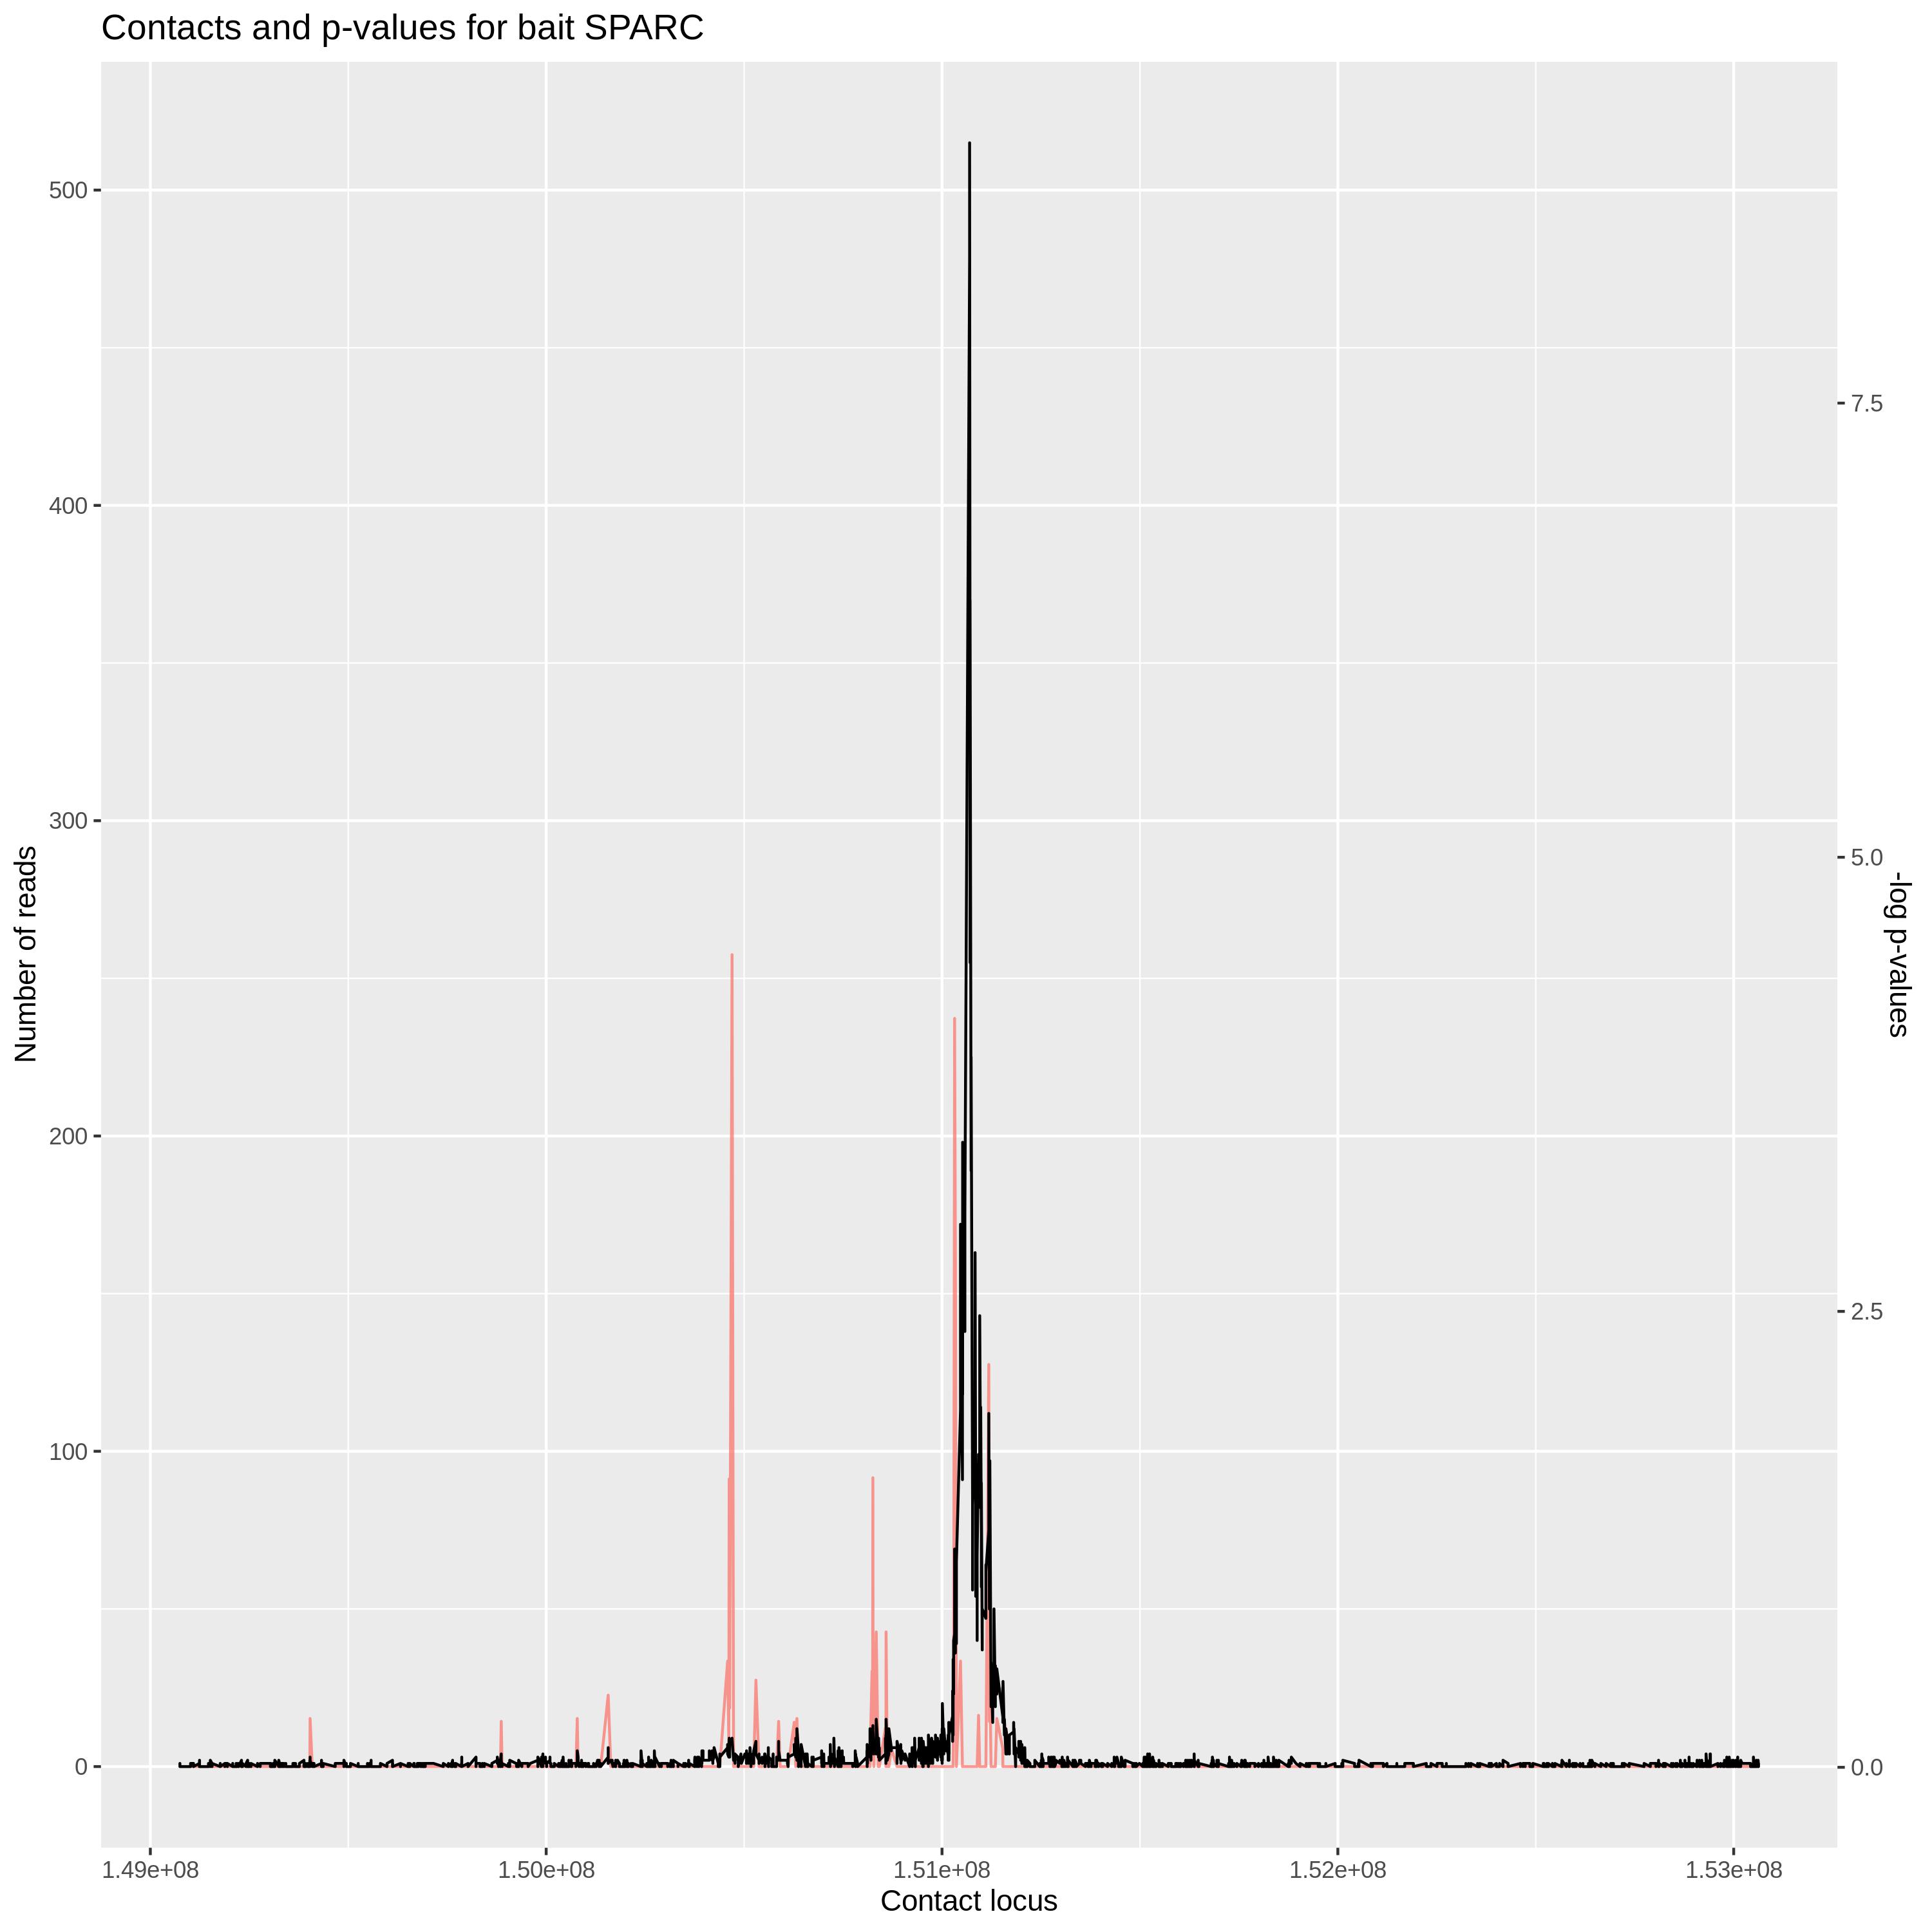 Contacts and p-values for bait SPARC
500
400
300
200
100
0
Number of reads
7.5
5.0
2.5
0.0
-log p-values
1.49e+08
1.50e+08
1.51e+08
1.52e+08
1.53e+08
Contact locus